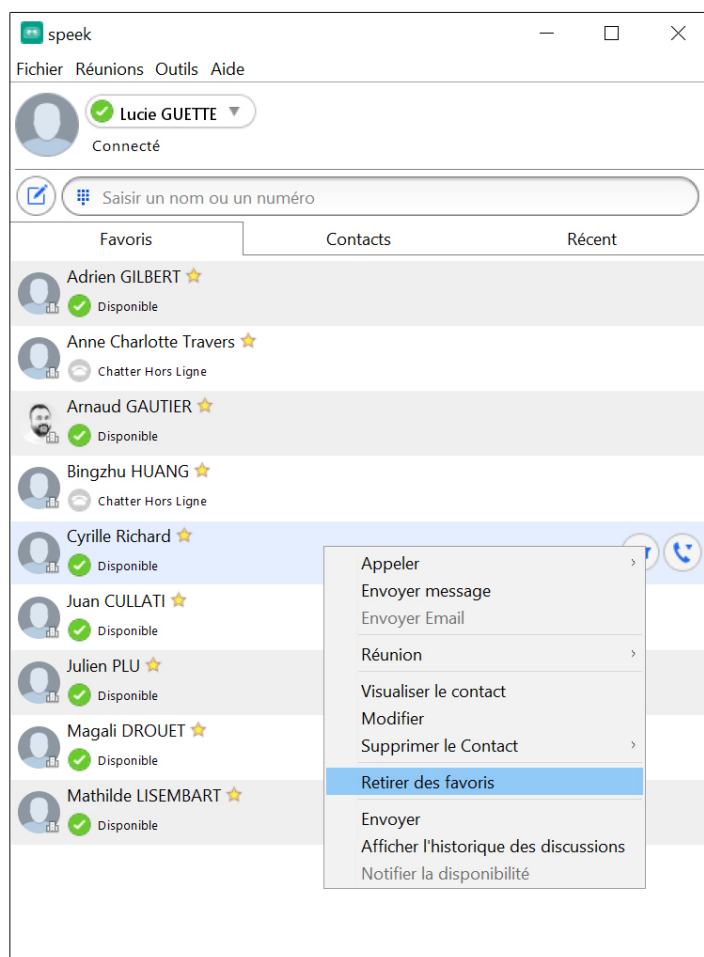 speek
Fichier Réunions Outils Aide
Lucie GUETTE
Connecté
Saisir un nom ou un numéro
Favoris Contacts Récent
Adrien GILBERT
Disponible
Anne Charlotte Travers
Chatter Hors Ligne
Arnaud GAUTIER
Disponible
Bingzhu HUANG
Chatter Hors Ligne
Cyrille Richard
Disponible
Juan CULLATI
Disponible
Julien PLU
Disponible
Magali DROUET
Disponible
Mathilde LISEMBART
Disponible
Appeler
Envoyer message
Envoyer Email
Réunion
Visualiser le contact
Modifier
Supprimer le Contact
Retirer des favoris
Envoyer
Afficher l'historique des discussions
Notifier la disponibilité